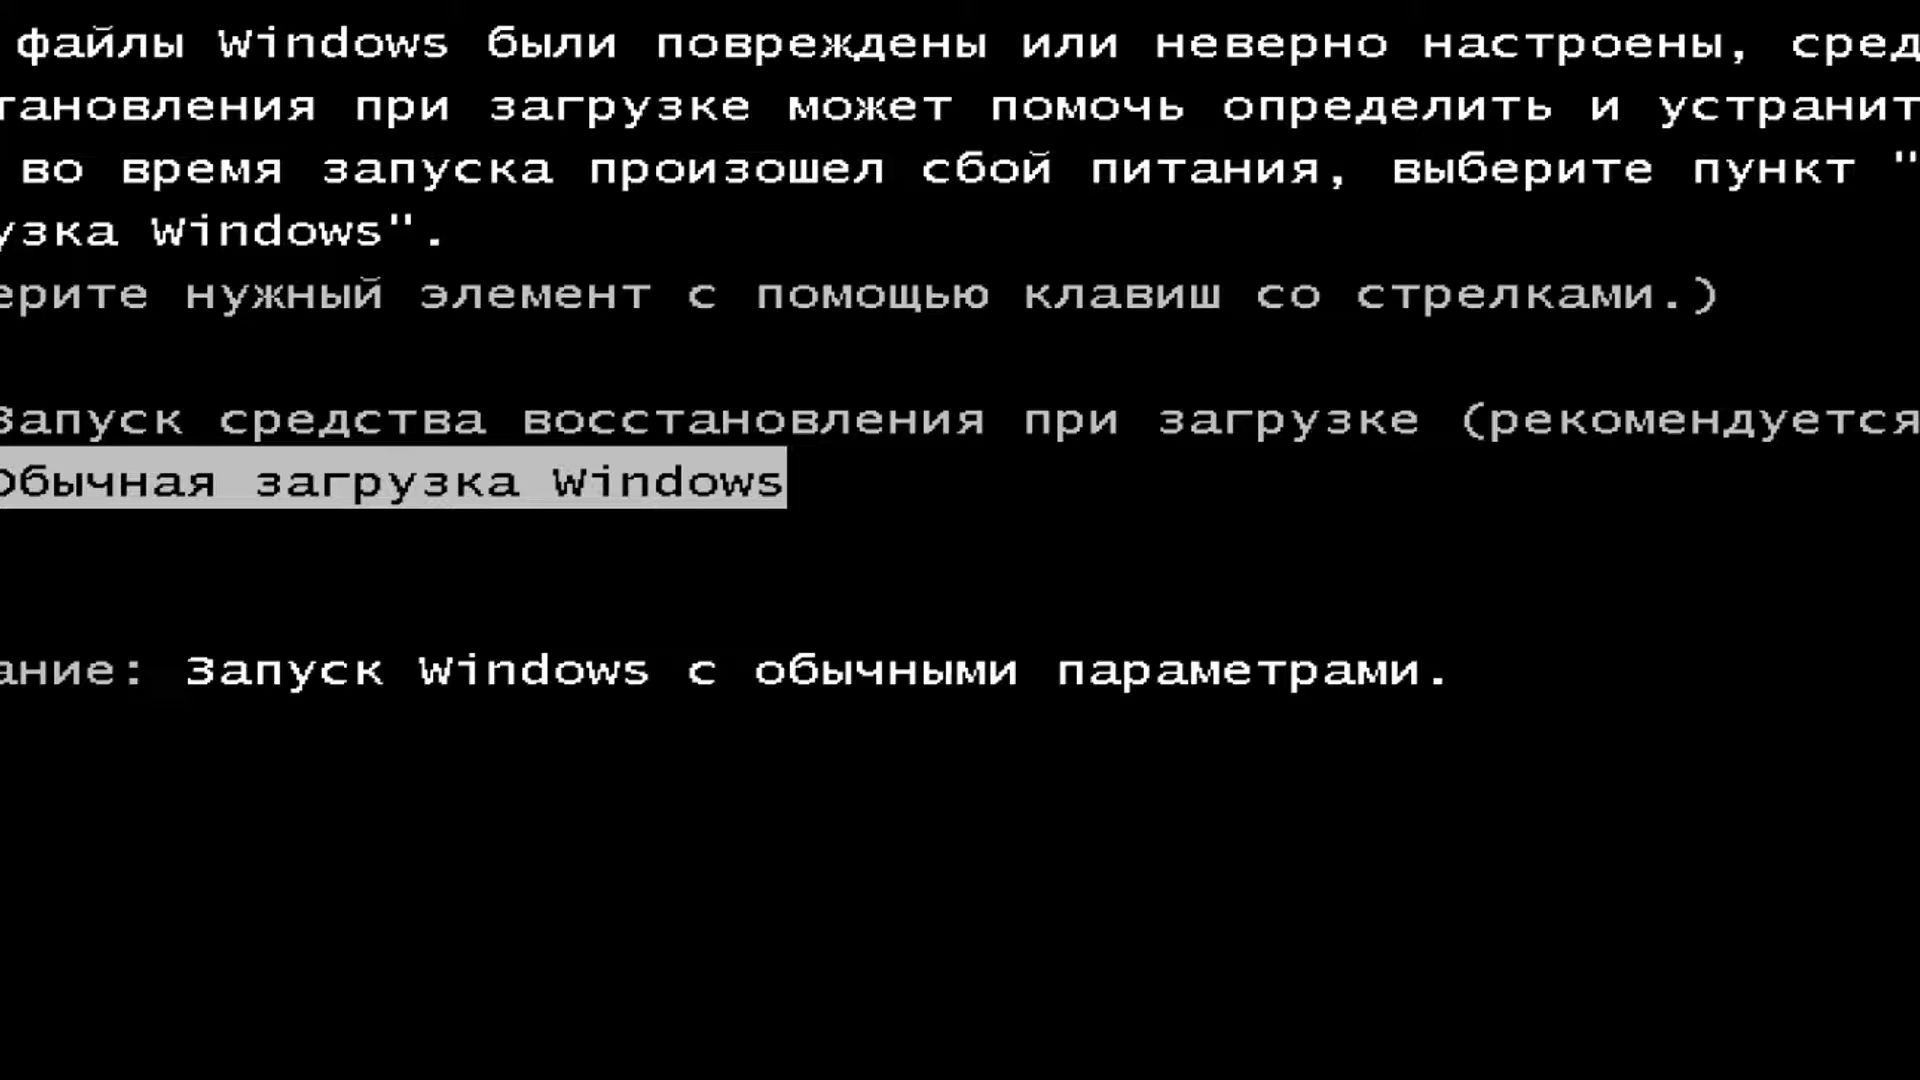 файлы Windows были повреждены или неверно настроены, сред
тановления при загрузке может помочь определить и устранит
во время запуска произошел сбой питания, выберите пункт "
узка Windows".
ерите нужный элемент с помощью клавиш со стрелками.)
Запуск средства восстановления при загрузке (рекомендуется
Обычная загрузка Windows
ание: Запуск Windows с обычными параметрами.